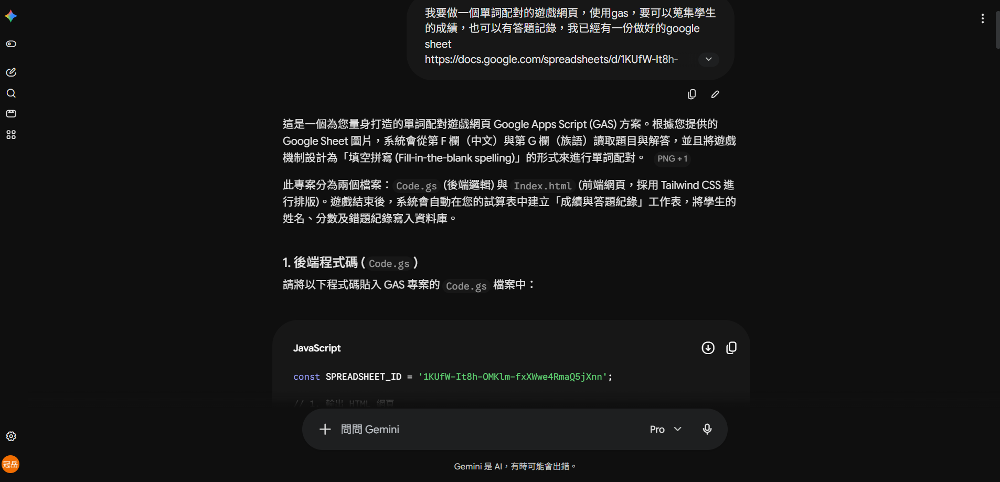 我要做一個單詞配對的遊戲網頁，使用gas，要可以蒐集學生
的成績，也可以有答題記錄，我已經有一份做好的google
sheet
https://docs.google.com/spreadsheets/d/1KUfW-It8h-
這是一個為您量身打造的單詞配對遊戲網頁 Google Apps Script (GAS) 方案。根據您提供的
Google Sheet 圖片，系統會從第 F 欄（中文）與第 G 欄（族語）讀取題目與解答，並且將遊戲
機制設計為「填空拼寫 (Fill-in-the-blank spelling)」的形式來進行單詞配對。 PNG + 1
此專案分為兩個檔案：Code.gs (後端邏輯) 與 Index.html (前端網頁，採用 Tailwind CSS 進
行排版)。遊戲結束後，系統會自動在您的試算表中建立「成績與答題紀錄」工作表，將學生的
姓名、分數及錯題紀錄寫入資料庫。
1. 後端程式碼 ( Code.gs )
請將以下程式碼貼入 GAS 專案的 Code.gs 檔案中：
JavaScript
const SPREADSHEET_ID = '1KUfW-It8h-OMKlm-fxXWwe4RmaQ5jXnn';
// 1. 輸出 HTML 網頁
問問 Gemini
Pro
冠岳
Gemini 是 AI，有時可能會出錯。